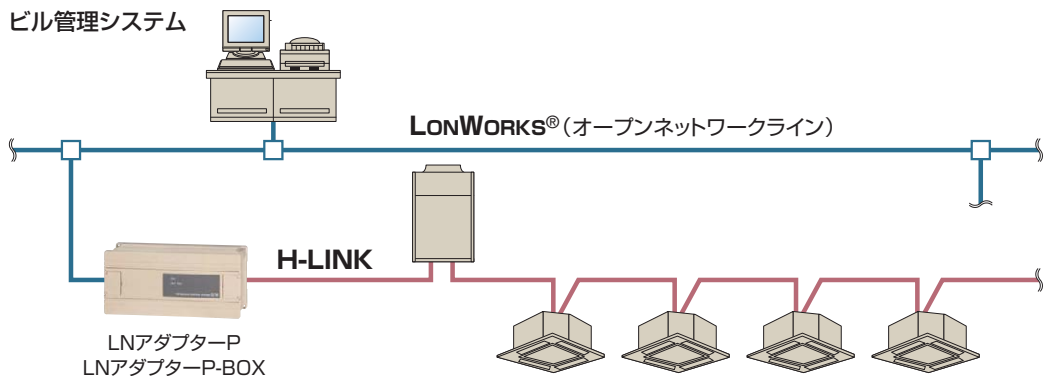 ビル管理システム
LONWORKS®（オープンネットワークライン）
H-LINK
LNアダプターP
LNアダプターP-BOX